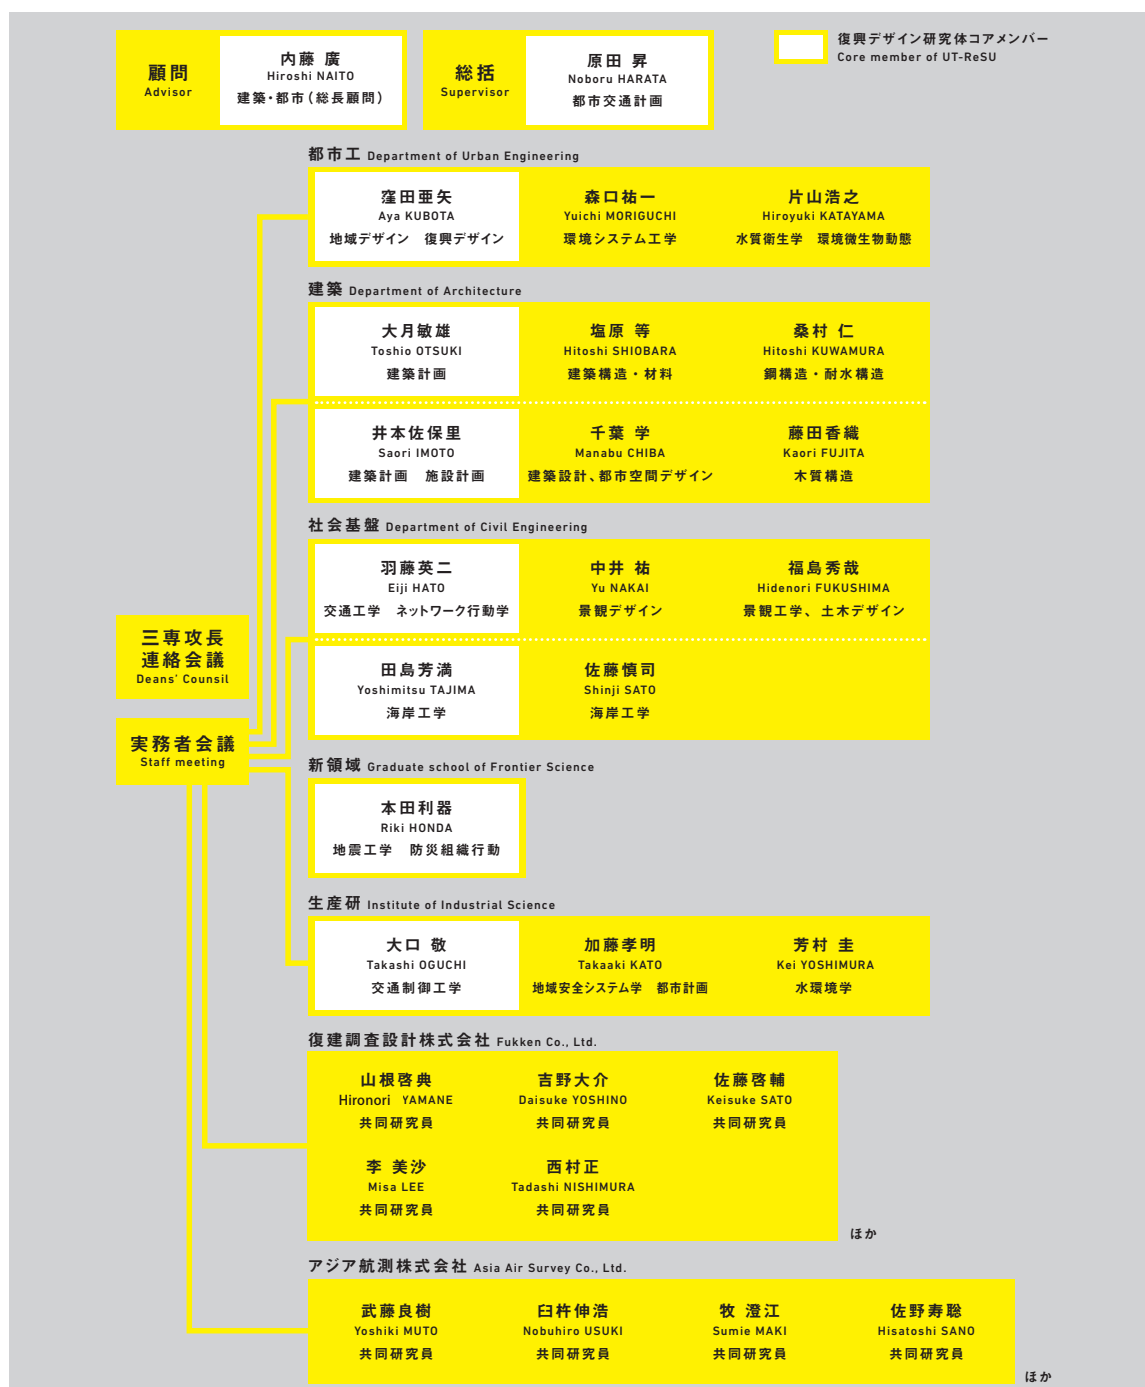 顧問
Advisor
内藤 廣
Hiroshi NAITO
建築・都市(総長顧問)
総括
Supervisor
原田 昇
Noboru HARATA
都市交通計画
復興デザイン研究体コアメンバー
Core member of UT-ReSU
都市工 Department of Urban Engineering
窪田亜矢
Aya KUBOTA
地域デザイン 復興デザイン
森口祐一
Yuichi MORIGUCHI
環境システム工学
片山浩之
Hiroyuki KATAYAMA
水質衛生学 環境微生物動態
建築 Department of Architecture
大月敏雄
Toshio OTSUKI
建築計画
塩原 等
Hitoshi SHIOBARA
建築構造・材料
桑村 仁
Hitoshi KUWAMURA
鋼構造・耐水構造
井本佐保里
Saori IMOTO
建築計画 施設計画
千葉 学
Manabu CHIBA
建築設計、都市空間デザイン
藤田香織
Kaori FUJITA
木質構造
社会基盤 Department of Civil Engineering
羽藤英二
Eiji HATO
交通工学 ネットワーク行動学
中井 祐
Yu NAKAI
景観デザイン
福島秀哉
Hidenori FUKUSHIMA
景観工学、土木デザイン
田島芳満
Yoshimitsu TAJIMA
海岸工学
佐藤慎司
Shinji SATO
海岸工学
三専攻長
連絡会議
Deans' Counsil
実務者会議
Staff meeting
新領域 Graduate school of Frontier Science
本田利器
Riki HONDA
地震工学 防災組織行動
生産研 Institute of Industrial Science
大口 敬
Takashi OGUCHI
交通制御工学
加藤孝明
Takaaki KATO
地域安全システム学 都市計画
芳村 圭
Kei YOSHIMURA
水環境学
復建調査設計株式会社 Fukken Co., Ltd.
山根啓典
Hironori YAMANE
共同研究員
吉野大介
Daisuke YOSHINO
共同研究員
佐藤啓輔
Keisuke SATO
共同研究員
李 美沙
Misa LEE
共同研究員
西村正
Tadashi NISHIMURA
共同研究員
ほか
アジア航測株式会社 Asia Air Survey Co., Ltd.
武藤良樹
Yoshiki MUTO
共同研究員
臼杵伸浩
Nobuhiro USUKI
共同研究員
牧 澄江
Sumie MAKI
共同研究員
佐野寿聡
Hisatoshi SANO
共同研究員
ほか